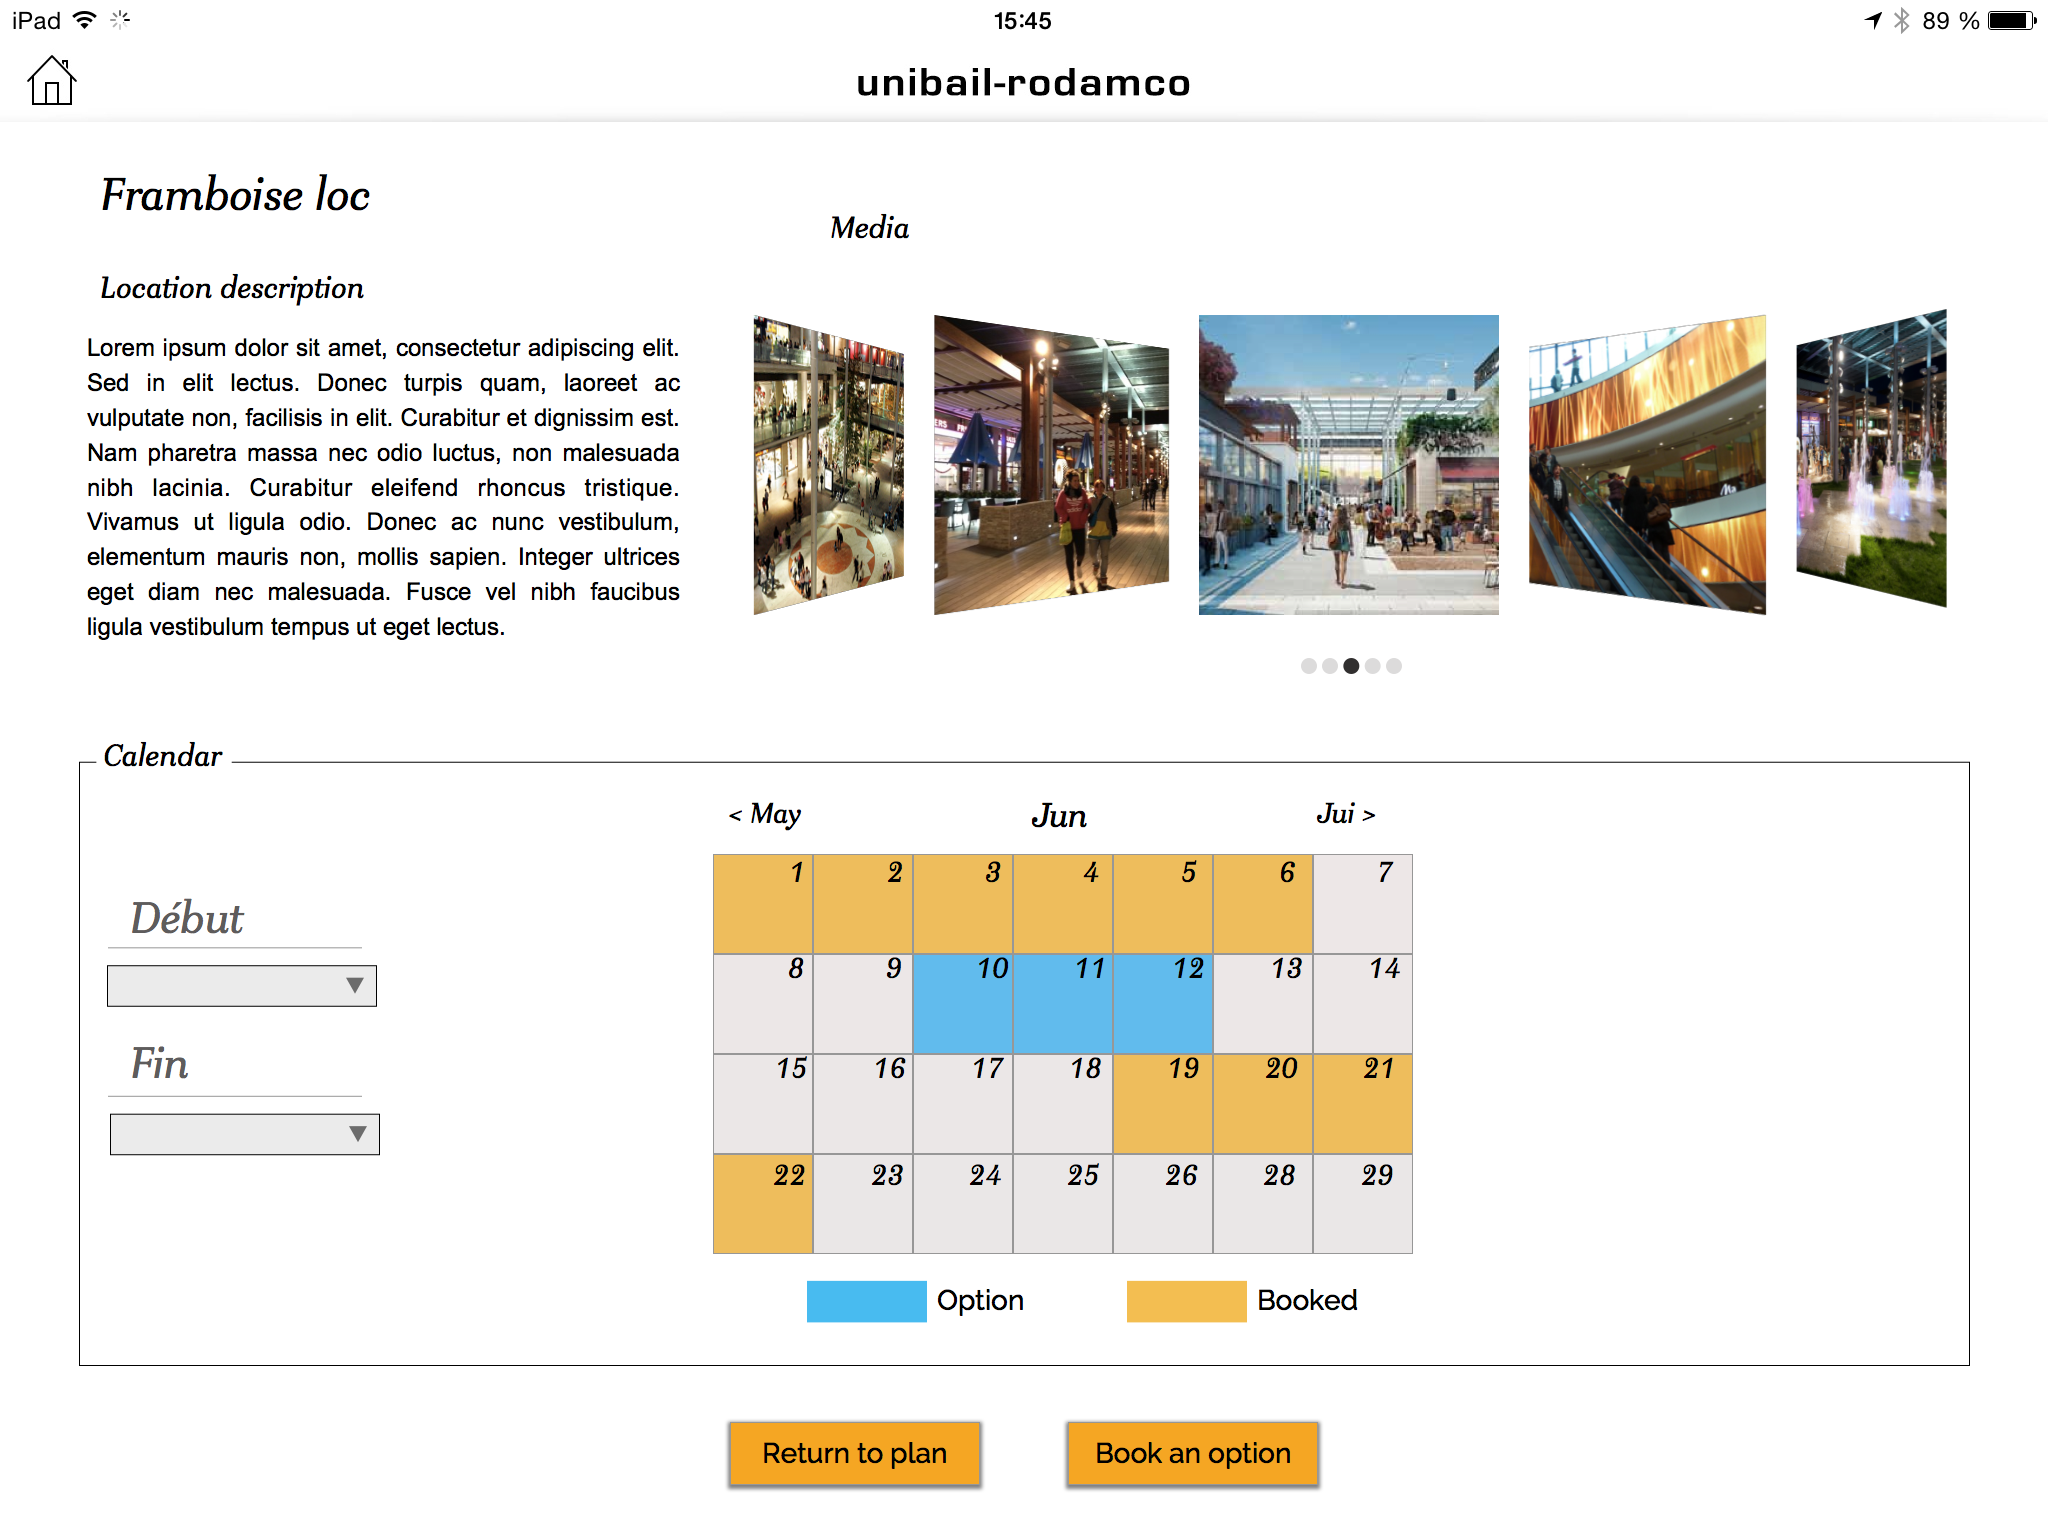 iPad 15:45 89 %
unibail-rodamco
Framboise loc
Media
Location description
Lorem ipsum dolor sit amet, consectetur adipiscing elit.
Sed in elit lectus. Donec turpis quam, laoreet ac
vulputate non, facilisis in elit. Curabitur et dignissim est.
Nam pharetra massa nec odio luctus, non malesuada
nibh lacinia. Curabitur eleifend rhoncus tristique.
Vivamus ut ligula odio. Donec ac nunc vestibulum,
elementum mauris non, mollis sapien. Integer ultrices
eget diam nec malesuada. Fusce vel nibh faucibus
ligula vestibulum tempus ut eget lectus.
Calendar
< May Jun Jui >
1 2 3 4 5 6 7
Début
8 9 10 11 12 13 14
Fin
15 16 17 18 19 20 21
22 23 24 25 26 28 29
Option Booked
Return to plan Book an option